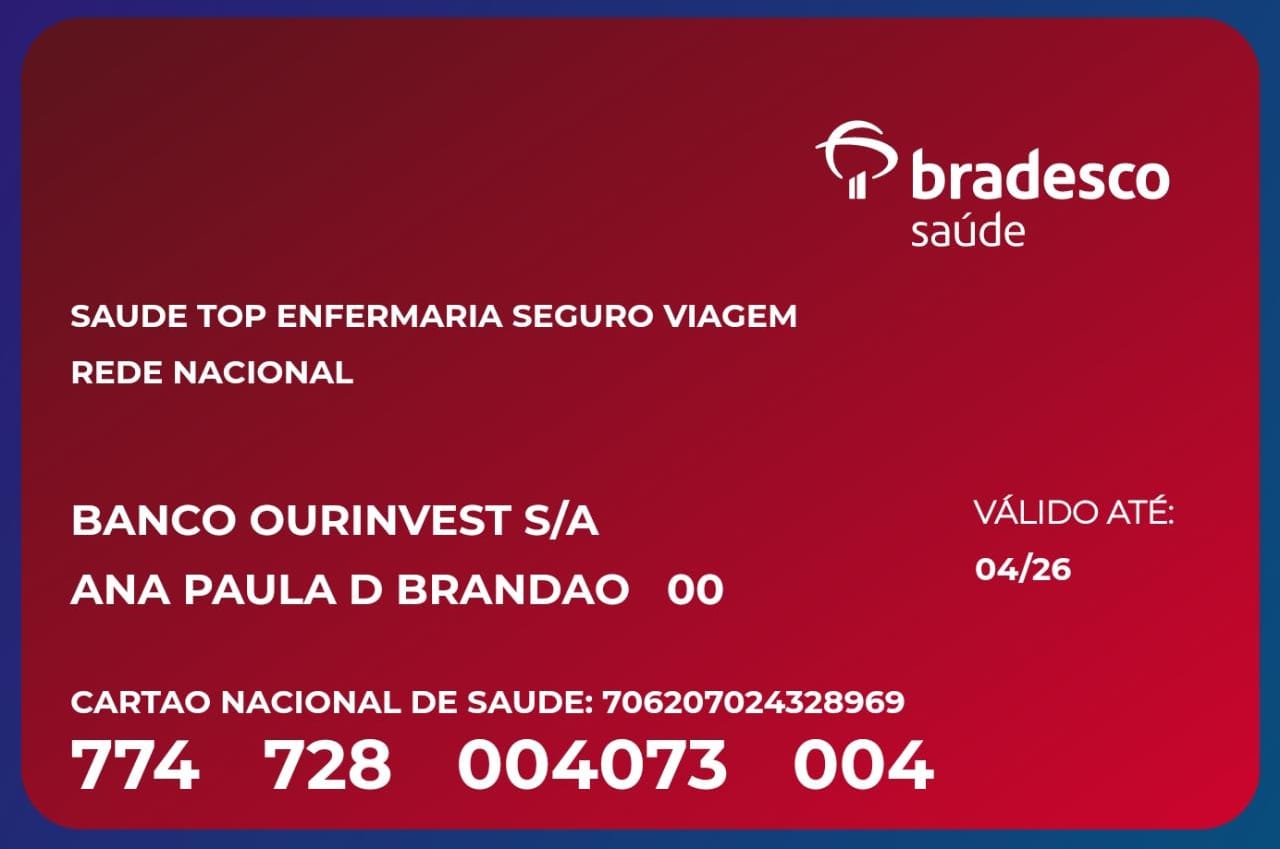 bradesco
saúde
SAUDE TOP ENFERMARIA SEGURO VIAGEM
REDE NACIONAL
BANCO OURINVEST S/A
ANA PAULA D BRANDAO 00
VÁLIDO ATÉ:
04/26
CARTAO NACIONAL DE SAUDE: 706207024328969
774 728 004073 004